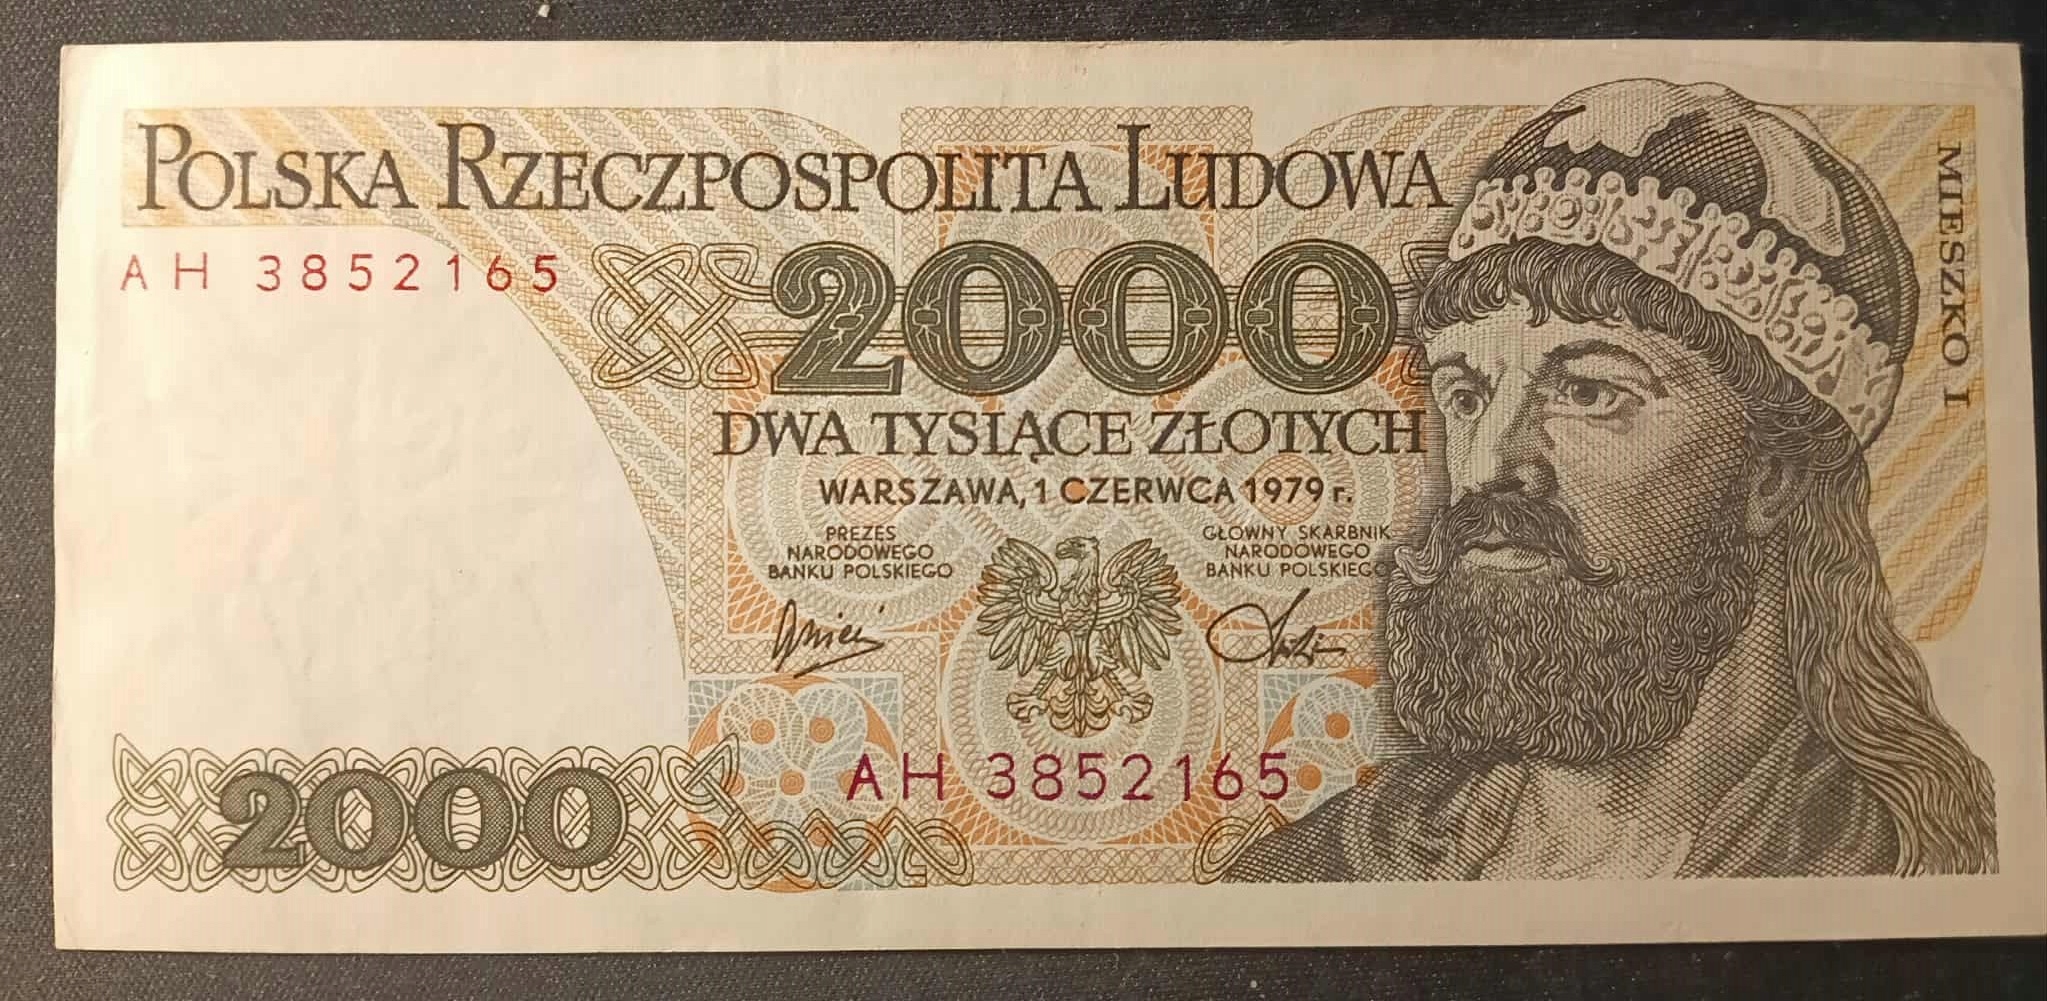 POLSKA RZECZPOSPOLITA LUDOWA
AH 3852165
2000
DWA TYSIĄCE ZŁOTYCH
WARSZAWA, 1 CZERWCA 1979 r.
PREZES
NARODOWEGO
BANKU POLSKIEGO
GŁOWNY SKARBNIK
NARODOWEGO
BANKU POLSKIEGO
AH 3852165
2000
MIESZKO I